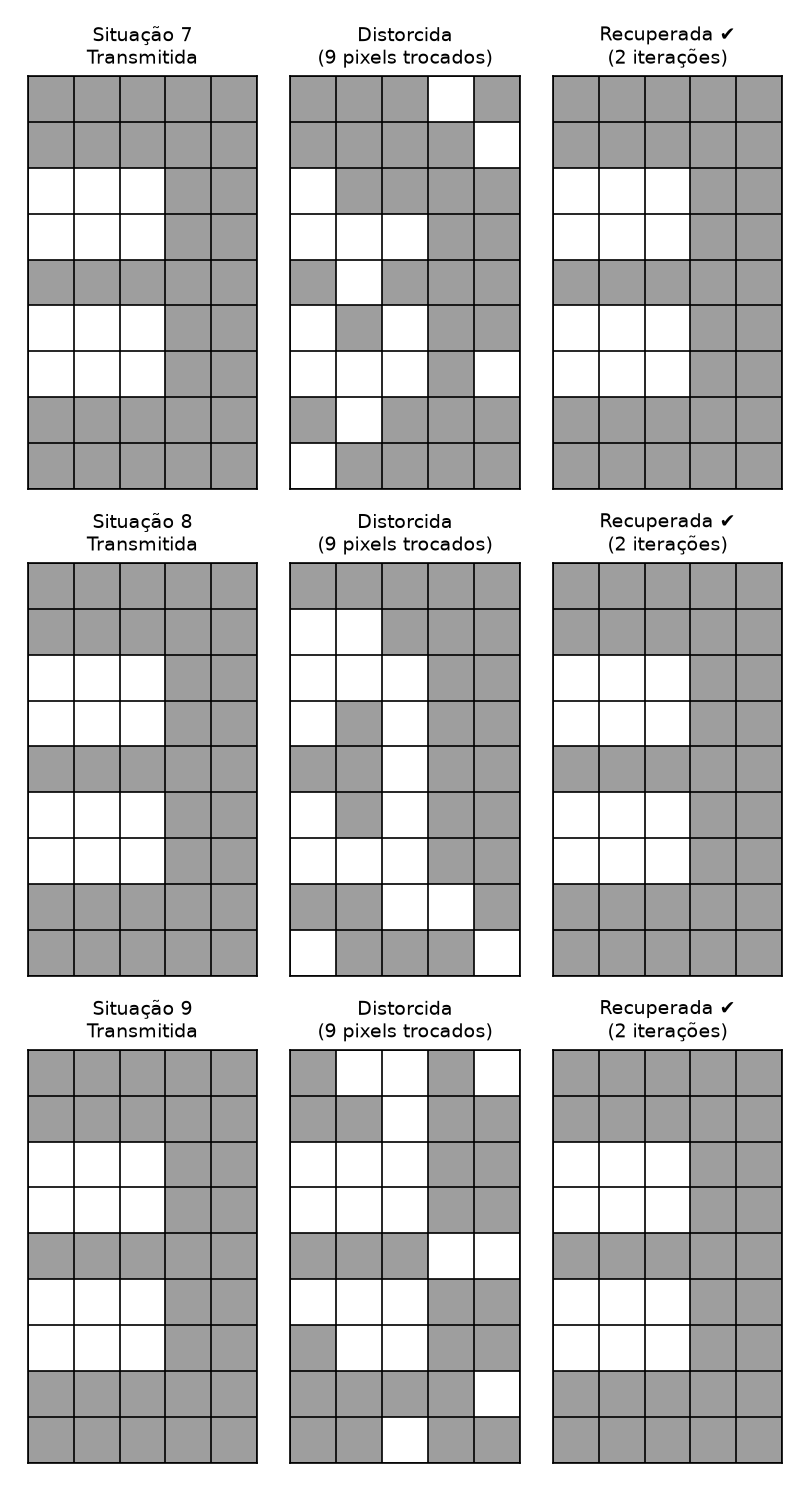 Situação 7
Transmitida
Distorcida
(9 pixels trocados)
Recuperada ✔
(2 iterações)
Situação 8
Transmitida
Distorcida
(9 pixels trocados)
Recuperada ✔
(2 iterações)
Situação 9
Transmitida
Distorcida
(9 pixels trocados)
Recuperada ✔
(2 iterações)